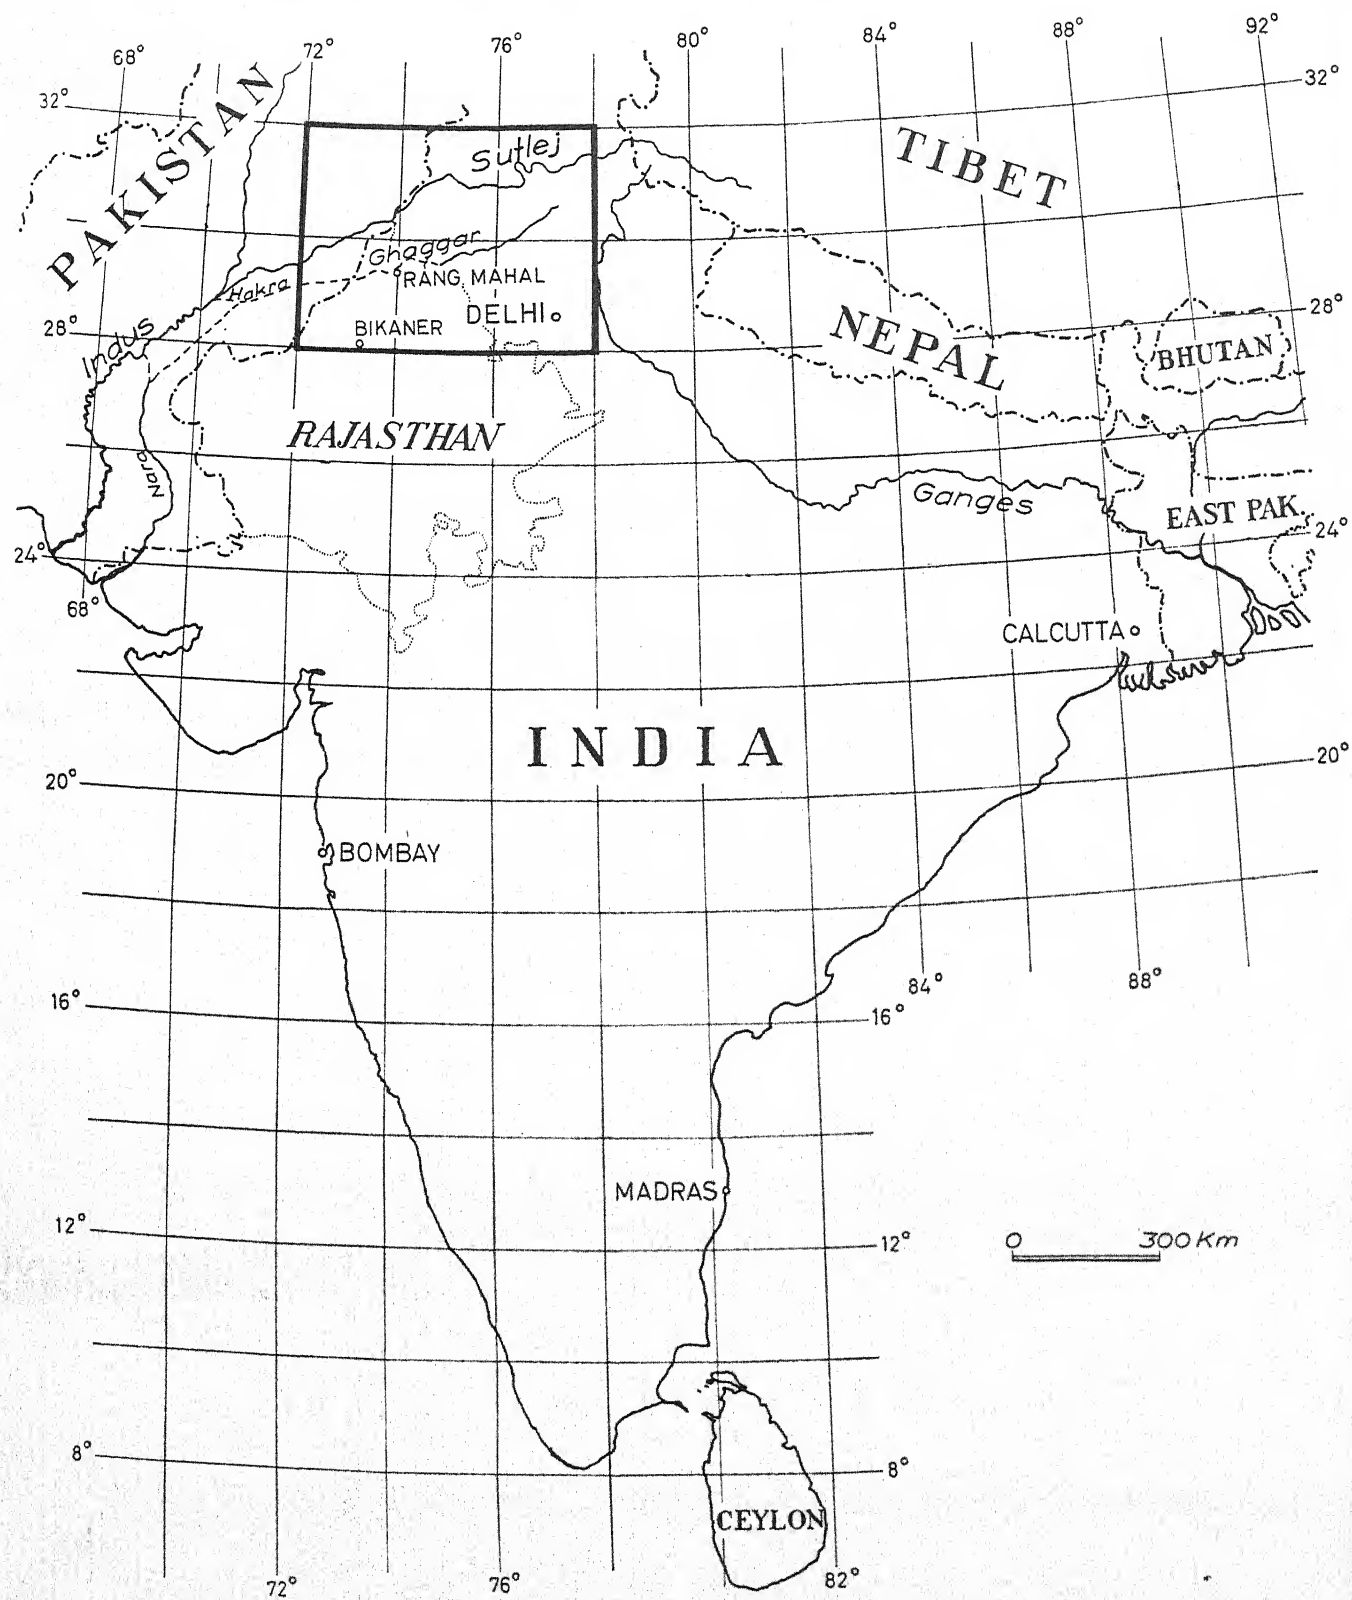 68° 72° 76° 80° 84° 88° 92°
32° 32°
PAKISTAN
Sutlej
TIBET
Ghaggar
Hakra
RANG MAHAL
DELHI
BIKANER
28° 28°
Indus
NEPAL
BHUTAN
RAJASTHAN
Nara
Ganges
EAST PAK.
24° 24°
68°
CALCUTTA
INDIA
20° 20°
BOMBAY
84° 88°
16° 16°
MADRAS
12° 12°
0 300 Km
8° 8°
CEYLON
72° 76° 82°